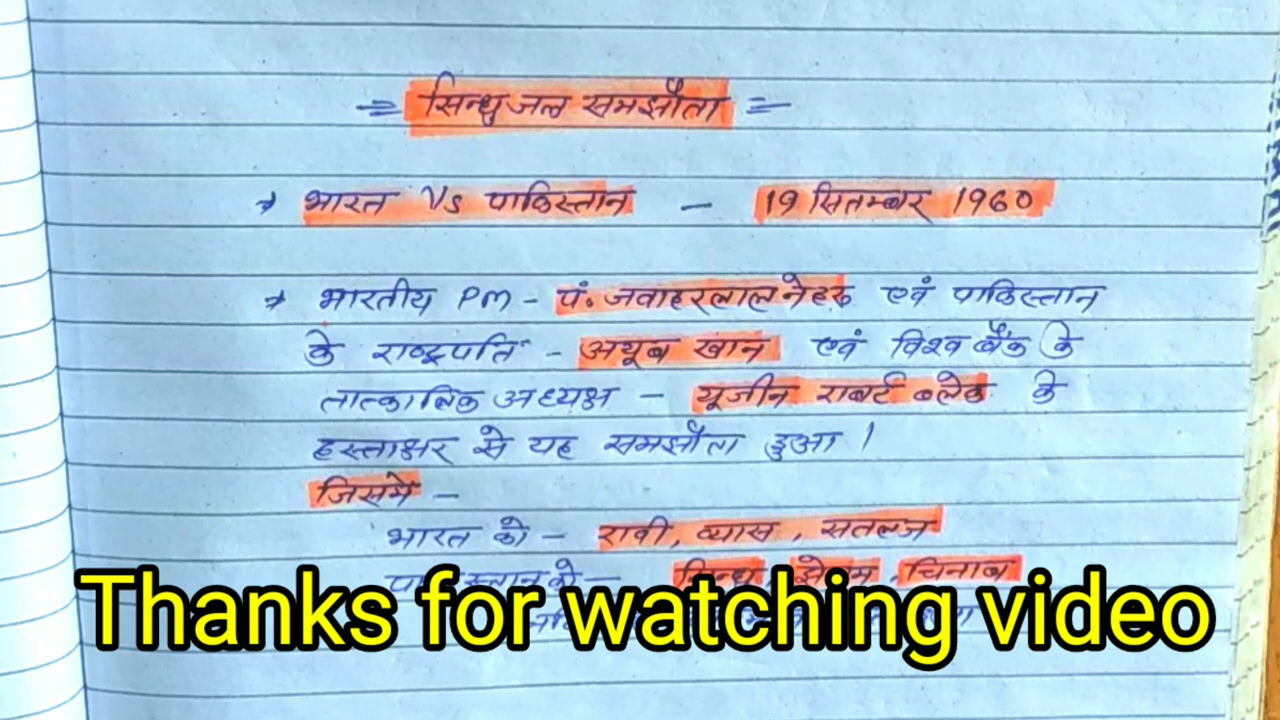 ⇒ सिन्धु जल समझौता =
→ भारत V/s पाकिस्तान - 19 सितम्बर 1960
→ भारतीय PM - पं. जवाहरलाल नेहरू एवं पाकिस्तान
के राष्ट्रपति - अयूब खान एवं विश्व बैंक के
तात्कालिक अध्यक्ष - यूजीन राबर्ट ब्लेक के
हस्ताक्षर से यह समझौता हुआ।
जिसमे -
भारत को - रावी, व्यास, सतलज
को - सिन्धु, झेलम, चिनाब
Thanks for watching video